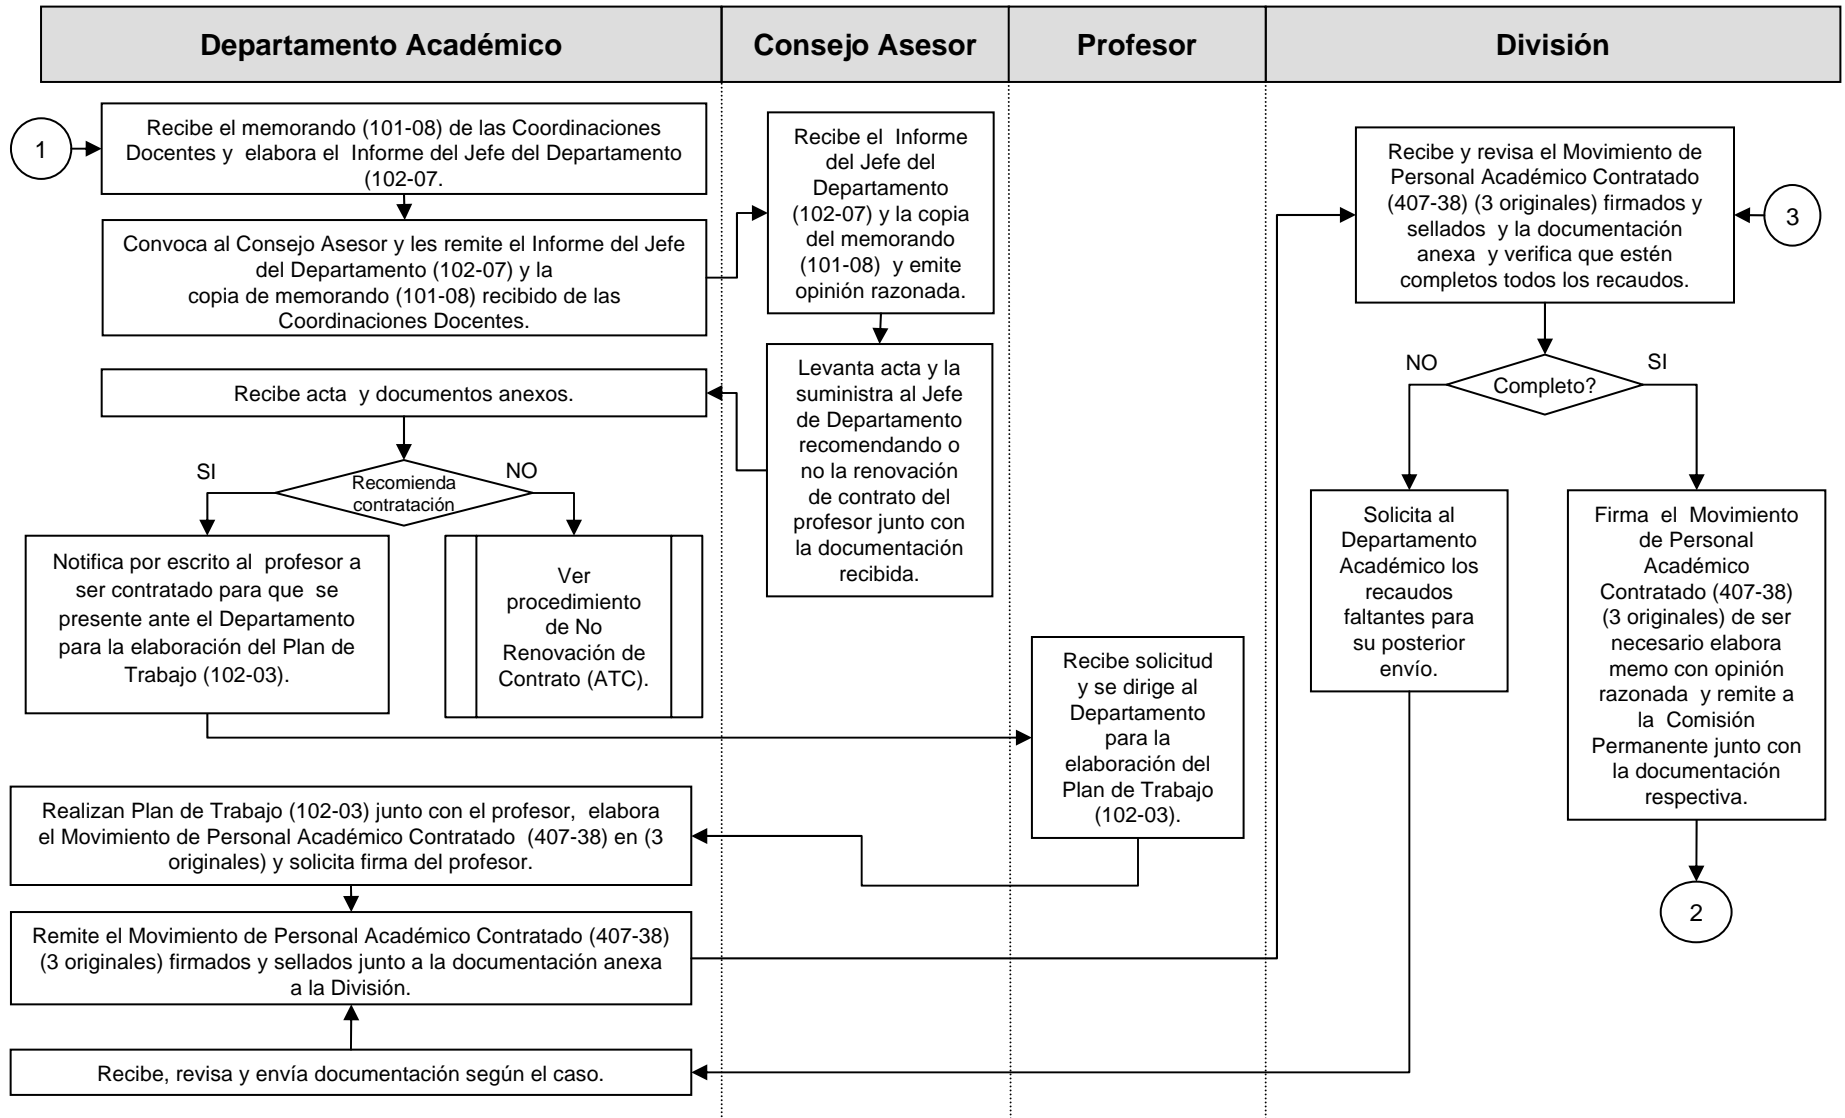 Departamento Académico
Consejo Asesor
Profesor
División
1
Recibe el memorando (101-08) de las Coordinaciones
Docentes y elabora el Informe del Jefe del Departamento
(102-07.
Convoca al Consejo Asesor y les remite el Informe del Jefe
del Departamento (102-07) y la
copia de memorando (101-08) recibido de las
Coordinaciones Docentes.
Recibe el Informe
del Jefe del
Departamento
(102-07) y la copia
del memorando
(101-08) y emite
opinión razonada.
Levanta acta y la
suministra al Jefe
de Departamento
recomendando o
no la renovación
de contrato del
profesor junto con
la documentación
recibida.
Recibe acta y documentos anexos.
Recomienda
contratación
SI
NO
Notifica por escrito al profesor a
ser contratado para que se
presente ante el Departamento
para la elaboración del Plan de
Trabajo (102-03).
Ver
procedimiento
de No
Renovación de
Contrato (ATC).
Recibe solicitud
y se dirige al
Departamento
para la
elaboración del
Plan de Trabajo
(102-03).
Realizan Plan de Trabajo (102-03) junto con el profesor, elabora
el Movimiento de Personal Académico Contratado (407-38) en (3
originales) y solicita firma del profesor.
Remite el Movimiento de Personal Académico Contratado (407-38)
(3 originales) firmados y sellados junto a la documentación anexa
a la División.
Recibe, revisa y envía documentación según el caso.
Recibe y revisa el Movimiento de
Personal Académico Contratado
(407-38) (3 originales) firmados y
sellados y la documentación
anexa y verifica que estén
completos todos los recaudos.
3
Completo?
NO
SI
Solicita al
Departamento
Académico los
recaudos
faltantes para
su posterior
envío.
Firma el Movimiento
de Personal
Académico
Contratado (407-38)
(3 originales) de ser
necesario elabora
memo con opinión
razonada y remite a
la Comisión
Permanente junto con
la documentación
respectiva.
2